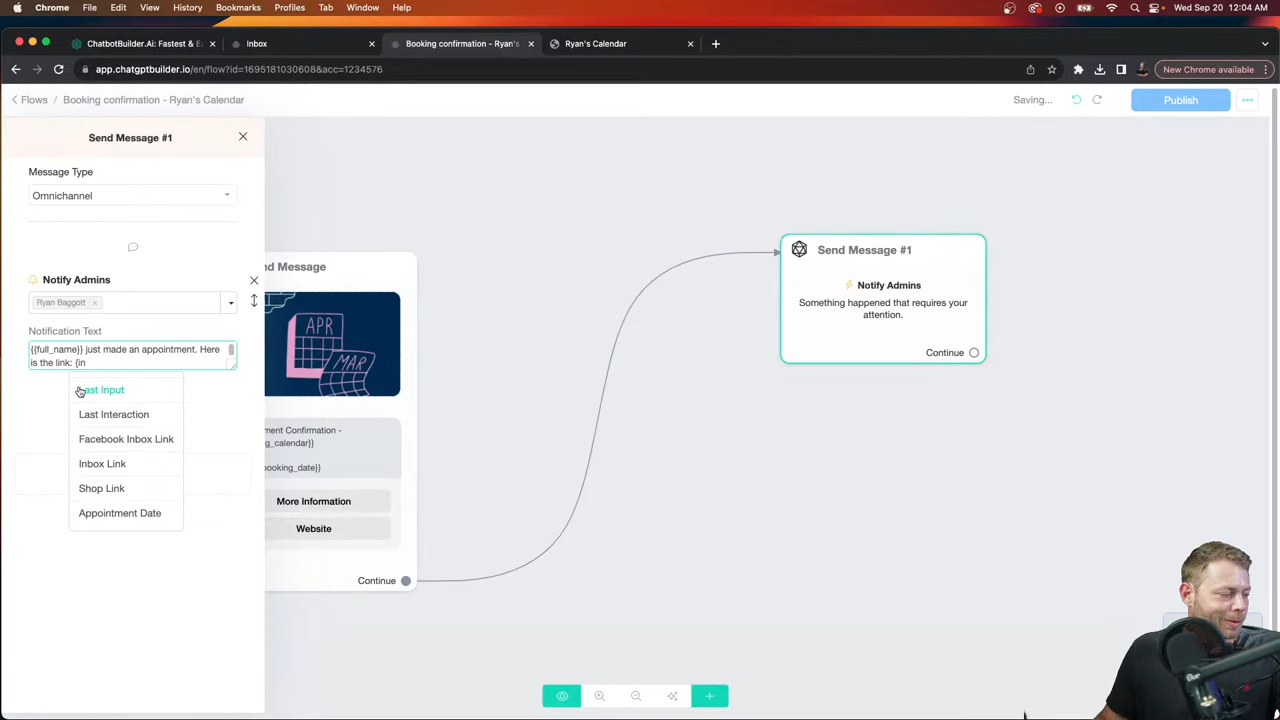 Chrome File Edit View History Bookmarks Profiles Tab Window Help Wed Sep 20 12:04 AM
ChatbotBuilder.Ai: Fastest & E Inbox Booking confirmation - Ryan's Ryan's Calendar
app.chatgptbuilder.io/en/flow?id=1695181030608&acc=1234576 New Chrome available
Flows / Booking confirmation - Ryan's Calendar Saving... Publish
Send Message #1
Message Type
Omnichannel
Notify Admins
Ryan Baggott
Notification Text
{{full_name}} just made an appointment. Here
is the link: {in
Last Input
Last Interaction
Facebook Inbox Link
Inbox Link
Shop Link
Appointment Date
nd Message
APR
MAR
ment Confirmation -
g_calendar}}
ooking_date}}
More Information
Website
Continue
Send Message #1
Notify Admins
Something happened that requires your
attention.
Continue